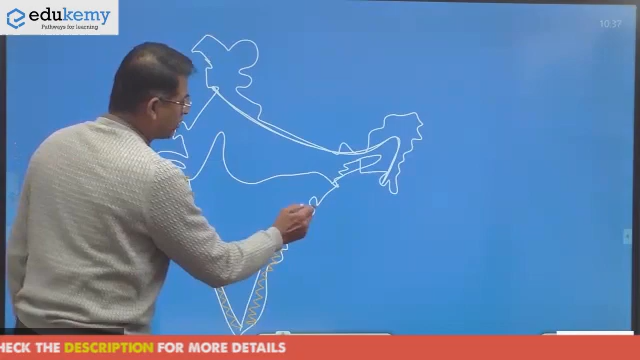 edukemy
Pathways for learning
10:37
HECK THE DESCRIPTION FOR MORE DETAILS